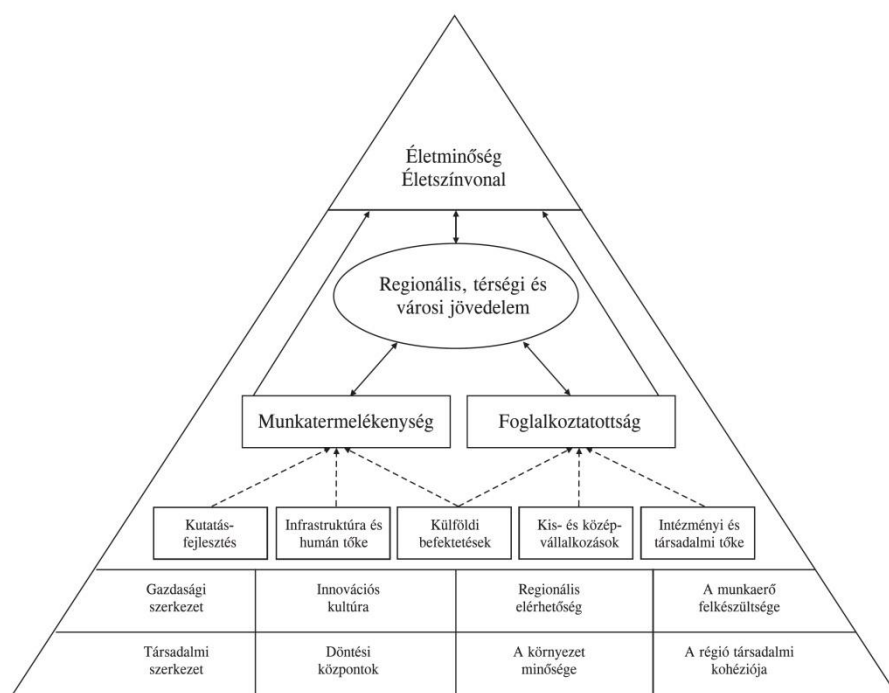 Életminőség
Életszínvonal
Regionális, térségi és
városi jövedelem
Munkatermelékenység
Foglalkoztatottság
Kutatás-
fejlesztés
Infrastruktúra és
humán tőke
Külföldi
befektetések
Kis- és közép-
vállalkozások
Intézményi és
társadalmi tőke
Gazdasági
szerkezet
Innovációs
kultúra
Regionális
elérhetőség
A munkaerő
felkészültsége
Társadalmi
szerkezet
Döntési
központok
A környezet
minősége
A régió társadalmi
kohéziója